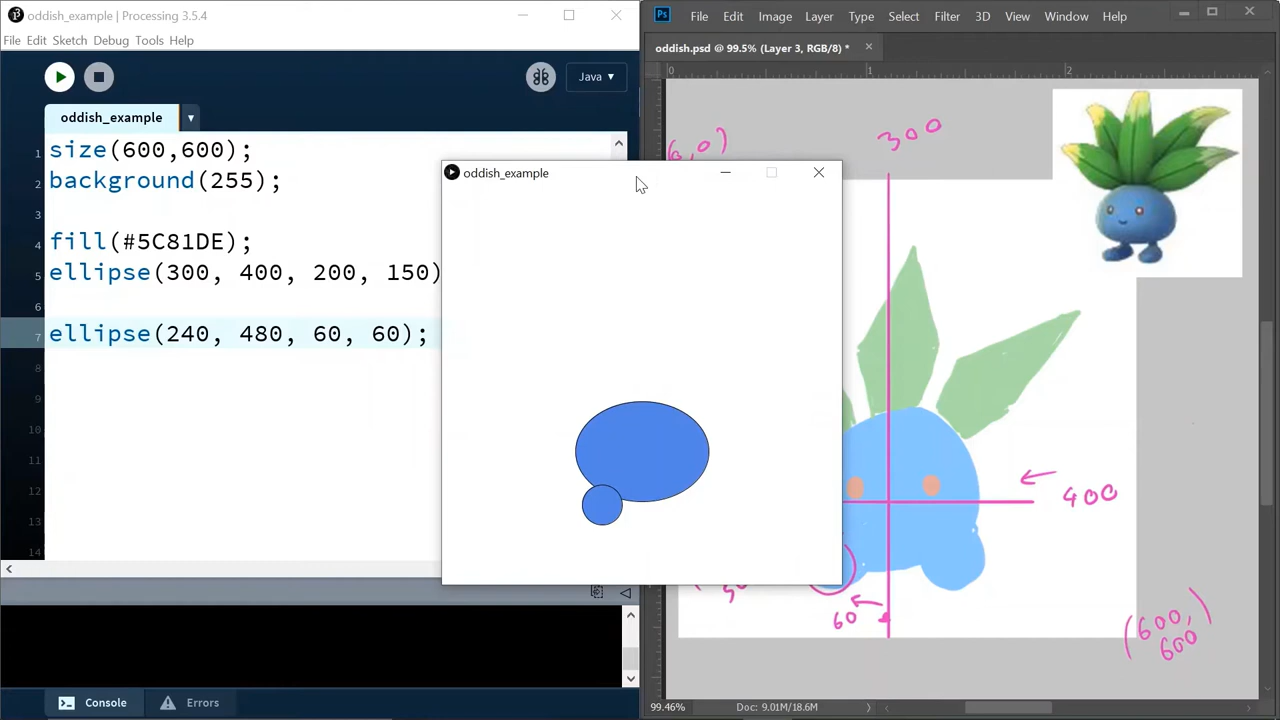 oddish_example | Processing 3.5.4
File Edit Sketch Debug Tools Help
Java ▾
oddish_example ▾
1 size(600,600);
2 background(255);
3
4 fill(#5C81DE);
5 ellipse(300, 400, 200, 150)
6
7 ellipse(240, 480, 60, 60);
8
9
10
11
12
13
14
Console
Errors
oddish_example
Ps File Edit Image Layer Type Select Filter 3D View Window Help
oddish.psd @ 99.5% (Layer 3, RGB/8) *
0 1 2
,0)
300
400
60
(600,
600)
99.46% Doc: 9.01M/18.6M